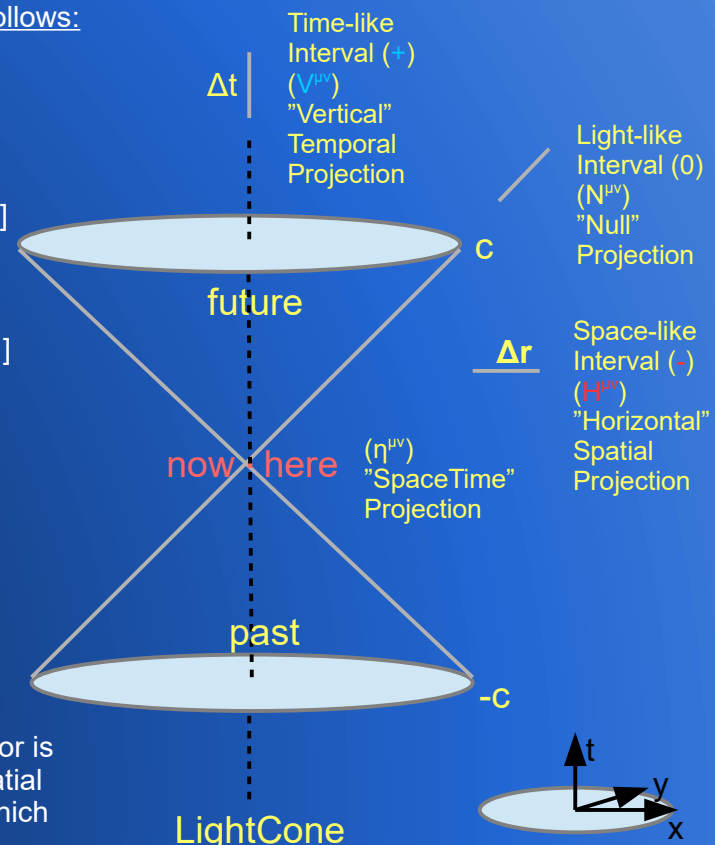 ollows:
Time-like
Interval (+)
(V^μν)
"Vertical"
Temporal
Projection
Δt
Light-like
Interval (0)
(N^μν)
"Null"
Projection
]
c
future
]
Δr
Space-like
Interval (-)
(H^μν)
"Horizontal"
Spatial
Projection
now - here
(η^μν)
"SpaceTime"
Projection
past
-c
or is
atial
hich
LightCone
t
y
x